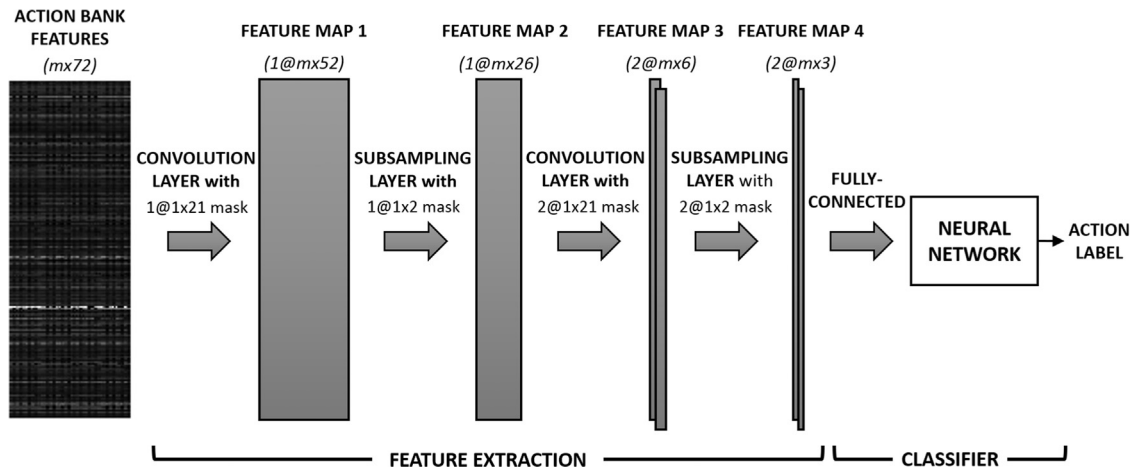 ACTION BANK
FEATURES
(mx72)
FEATURE MAP 1
(1@mx52)
FEATURE MAP 2
(1@mx26)
FEATURE MAP 3
(2@mx6)
FEATURE MAP 4
(2@mx3)
CONVOLUTION
LAYER with
1@1x21 mask
SUBSAMPLING
LAYER with
1@1x2 mask
CONVOLUTION
LAYER with
2@1x21 mask
SUBSAMPLING
LAYER with
2@1x2 mask
FULLY-
CONNECTED
NEURAL
NETWORK
ACTION
LABEL
FEATURE EXTRACTION
CLASSIFIER